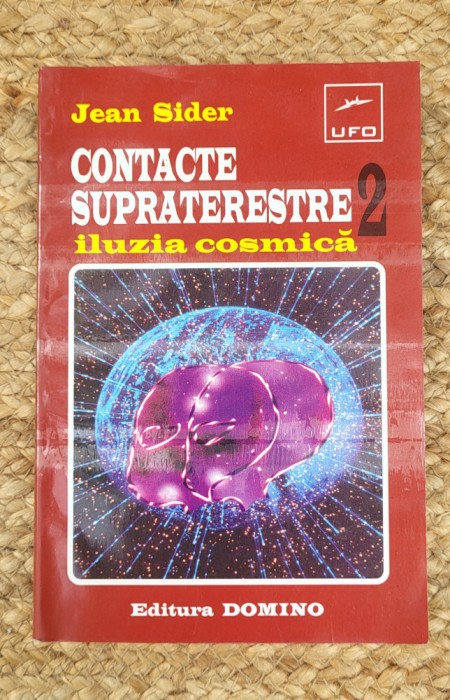 Jean Sider
UFO
CONTACTE
SUPRATERESTRE 2
iluzia cosmică
Editura DOMINO